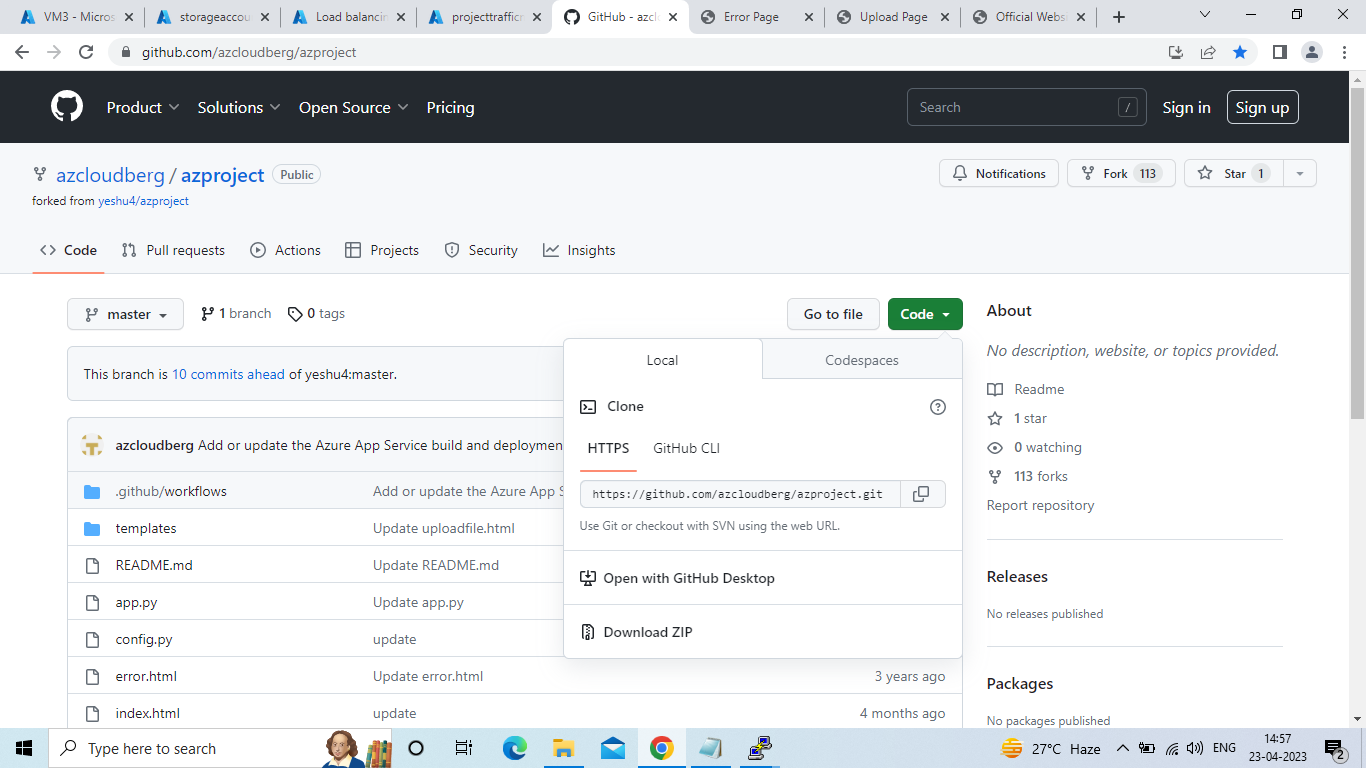 VM3 - Micros
storageaccou
Load balancin
projecttrafficr
GitHub - azcl
Error Page
Upload Page
Official Webs
github.com/azcloudberg/azproject
Product
Solutions
Open Source
Pricing
Search
/
Sign in
Sign up
azcloudberg / azproject
Public
Notifications
Fork 113
Star 1
forked from yeshu4/azproject
Code
Pull requests
Actions
Projects
Security
Insights
master
1 branch
0 tags
Go to file
Code
About
No description, website, or topics provided.
Readme
1 star
0 watching
113 forks
Report repository
Releases
No releases published
Packages
No packages published
Local
Codespaces
Clone
HTTPS
GitHub CLI
https://github.com/azcloudberg/azproject.git
Use Git or checkout with SVN using the web URL.
Open with GitHub Desktop
Download ZIP
This branch is 10 commits ahead of yeshu4:master.
azcloudberg Add or update the Azure App Service build and deploymen
.github/workflows Add or update the Azure App S
templates Update uploadfile.html
README.md Update README.md
app.py Update app.py
config.py update
error.html Update error.html 3 years ago
index.html update 4 months ago
Type here to search
27°C Haze
ENG
14:57
23-04-2023
2